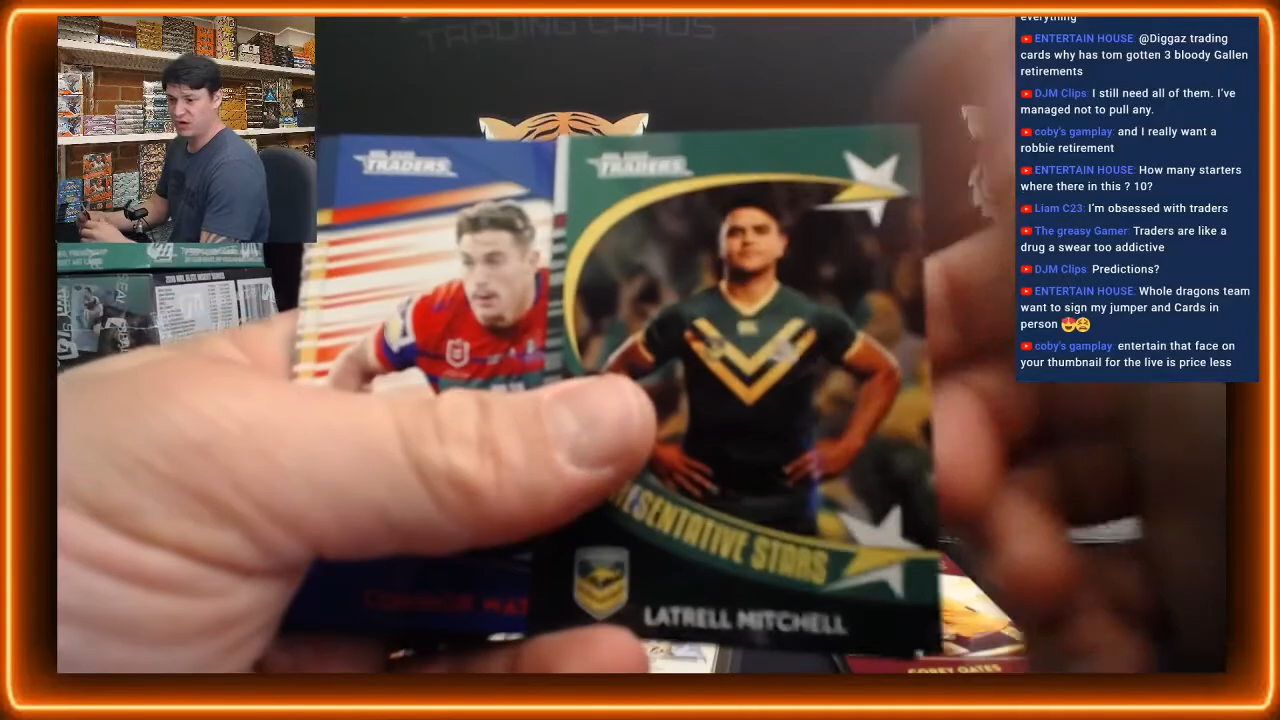 TRADING CARDS
everything
ENTERTAIN HOUSE: @Diggaz trading
cards why has tom gotten 3 bloody Gallen
retirements
DJM Clips: I still need all of them. I've
managed not to pull any.
coby's gamplay: and I really want a
robbie retirement
ENTERTAIN HOUSE: How many starters
where there in this ? 10?
Liam C23: I'm obsessed with traders
The greasy Gamer: Traders are like a
drug a swear too addictive
DJM Clips: Predictions?
ENTERTAIN HOUSE: Whole dragons team
want to sign my jumper and Cards in
person 🤩😫
coby's gamplay: entertain that face on
your thumbnail for the live is price less
TRADERS
TRADERS
ESENTATIVE STARS
LATRELL MITCHELL
COREY OATES